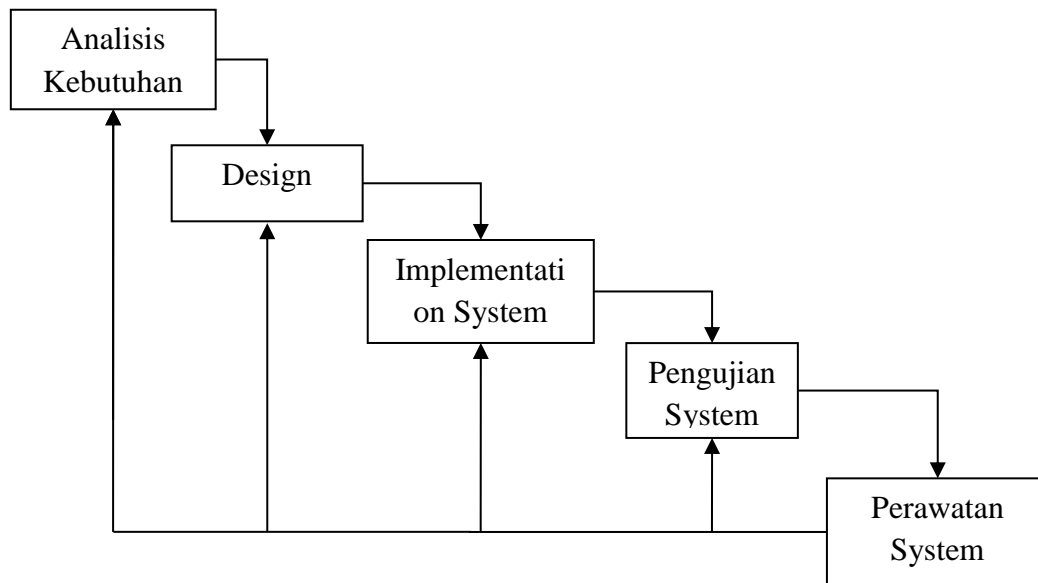 Analisis
Kebutuhan
Design
Implementati
on System
Pengujian
System
Perawatan
System